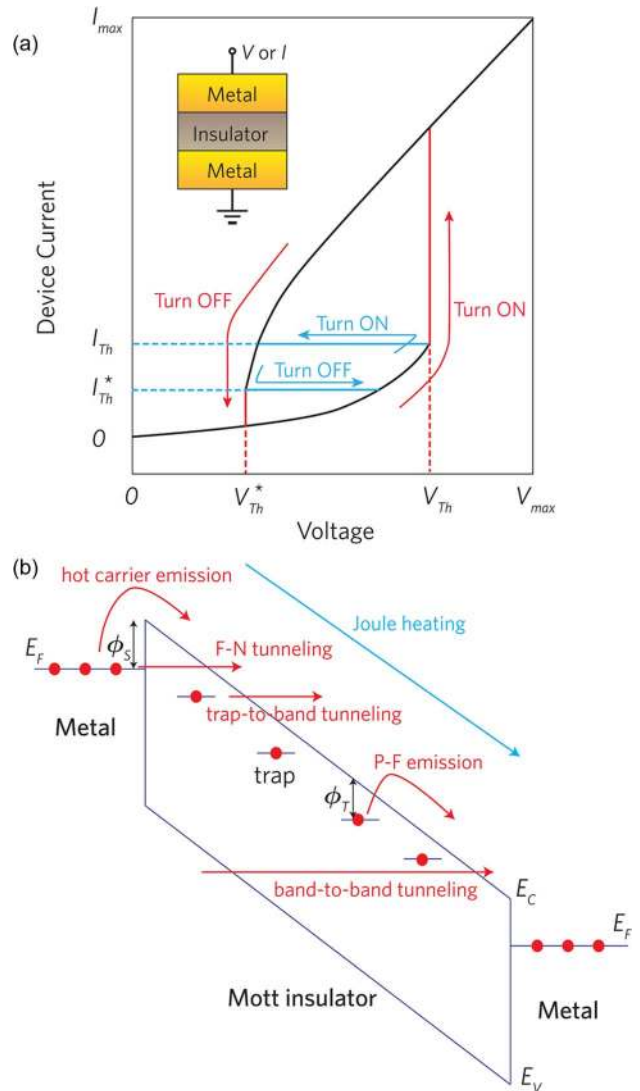 (a)
I_max
V or I
Metal
Insulator
Metal
Device Current
Turn OFF
Turn ON
Turn ON
I_Th
Turn OFF
I_Th*
0
0
V_Th*
V_Th
V_max
Voltage
(b)
hot carrier emission
Joule heating
E_F
ϕ_S
F-N tunneling
Metal
trap-to-band tunneling
trap
P-F emission
ϕ_T
band-to-band tunneling
E_C
E_F
Mott insulator
Metal
E_V